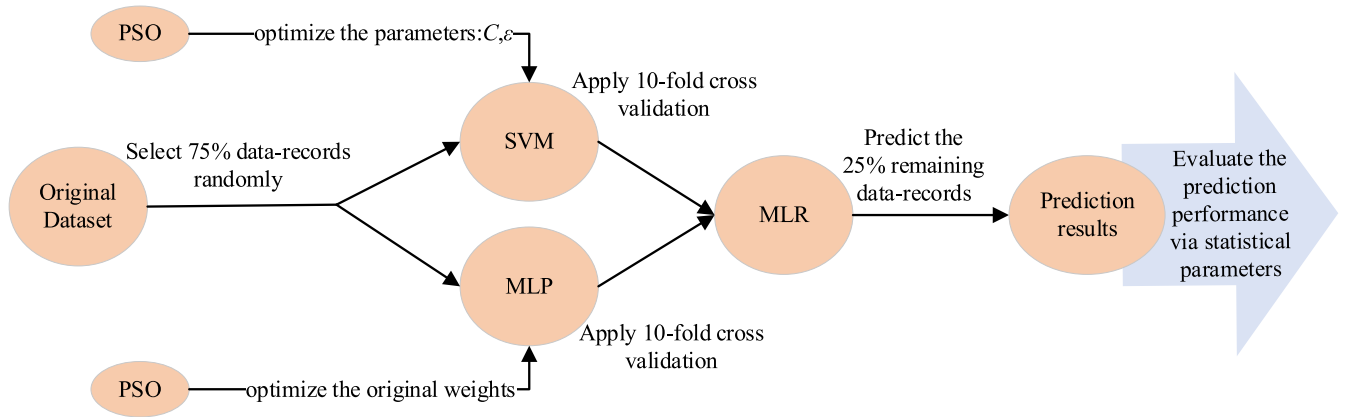 PSO
optimize the parameters:C,ε
Apply 10-fold cross
validation
SVM
Select 75% data-records
randomly
Original
Dataset
Predict the
25% remaining
data-records
MLR
Prediction
results
Evaluate the
prediction
performance
via statistical
parameters
MLP
Apply 10-fold cross
validation
PSO
optimize the original weights